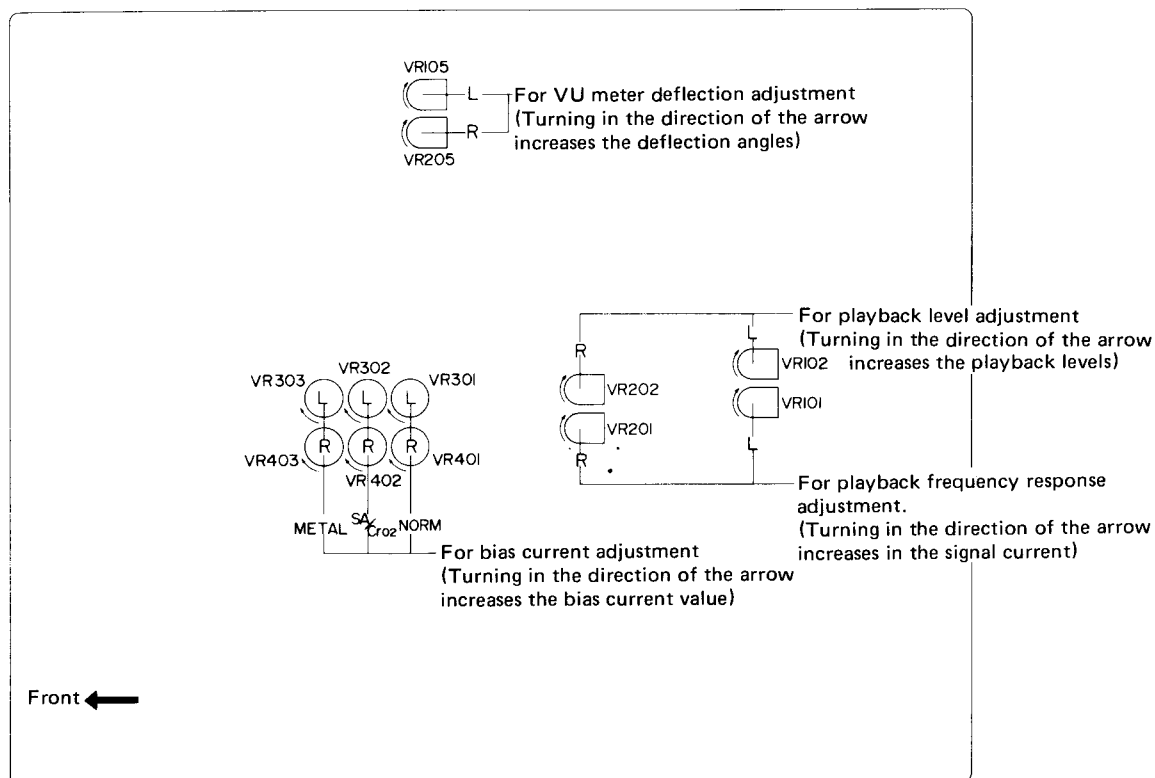 VR105
L
For VU meter deflection adjustment
(Turning in the direction of the arrow
increases the deflection angles)
R
VR205
For playback level adjustment
(Turning in the direction of the arrow
increases the playback levels)
L
R
VR102
VR202
VR101
VR201
R
L
VR303
VR302
VR301
L
L
L
R
R
R
VR403
VR402
VR401
METAL
SA/Cro2
NORM
For playback frequency response
adjustment.
(Turning in the direction of the arrow
increases in the signal current)
For bias current adjustment
(Turning in the direction of the arrow
increases the bias current value)
Front